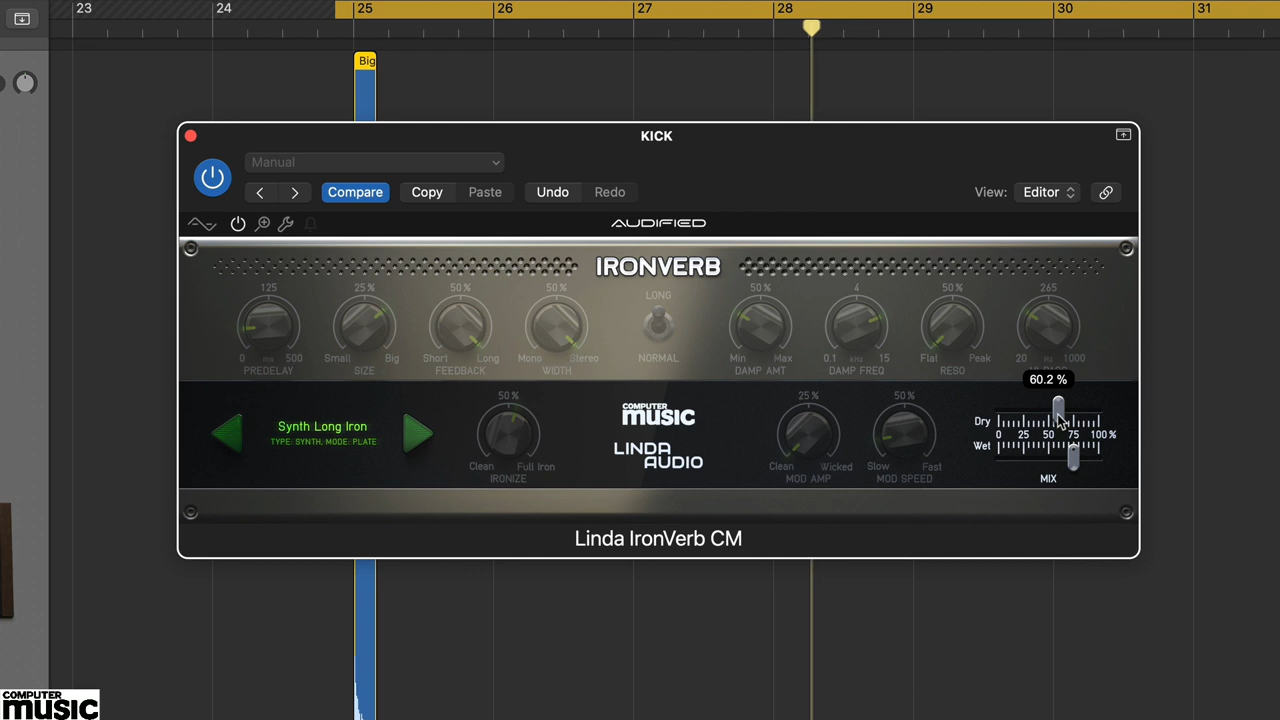 23 24 25 26 27 28 29 30 31
Big
KICK
Manual
Compare Copy Paste Undo Redo View: Editor
AUDIFIED
IRONVERB
125 25 % 50 % 50 % LONG 50 % 4 50 % 265
0 ms 500 Small Big Short Long Mono Stereo NORMAL Min Max 0.1 kHz 15 Flat Peak 20 Hz 1000
PREDELAY SIZE FEEDBACK WIDTH DAMP AMT DAMP FREQ RESO
60.2 %
50 % 25 % 50 %
COMPUTER
MUSIC
Synth Long Iron
TYPE: SYNTH, MODE: PLATE
Dry
0 25 50 75 100 %
Wet
LINDA
AUDIO
Clean Full Iron Clean Wicked Slow Fast
IRONIZE MOD AMP MOD SPEED MIX
Linda IronVerb CM
COMPUTER
MUSIC